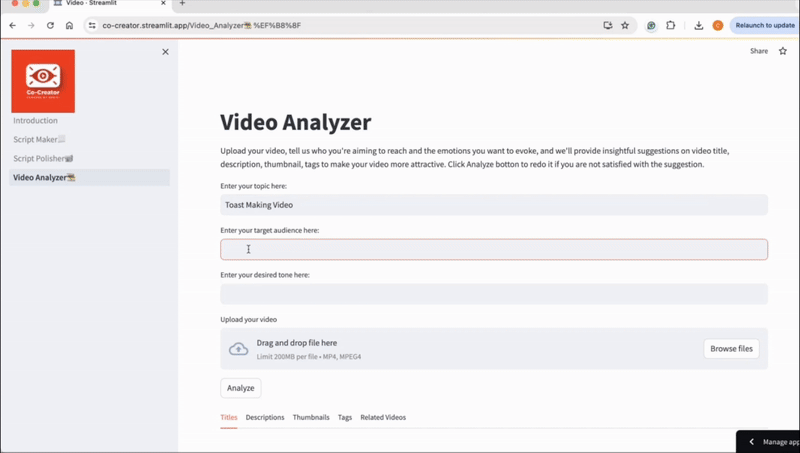 Video · Streamlit
co-creator.streamlit.app/Video_Analyzer🕵️%EF%B8%8F
Relaunch to update
Share
Co-Creator
Introduction
Script Maker
Script Polisher
Video Analyzer
Video Analyzer
Upload your video, tell us who you're aiming to reach and the emotions you want to evoke, and we'll provide insightful suggestions on video title,
description, thumbnail, tags to make your video more attractive. Click Analyze botton to redo it if you are not satisfied with the suggestion.
Enter your topic here:
Toast Making Video
Enter your target audience here:
Enter your desired tone here:
Upload your video
Drag and drop file here
Limit 200MB per file • MP4, MPEG4
Browse files
Analyze
Titles Descriptions Thumbnails Tags Related Videos
Manage app